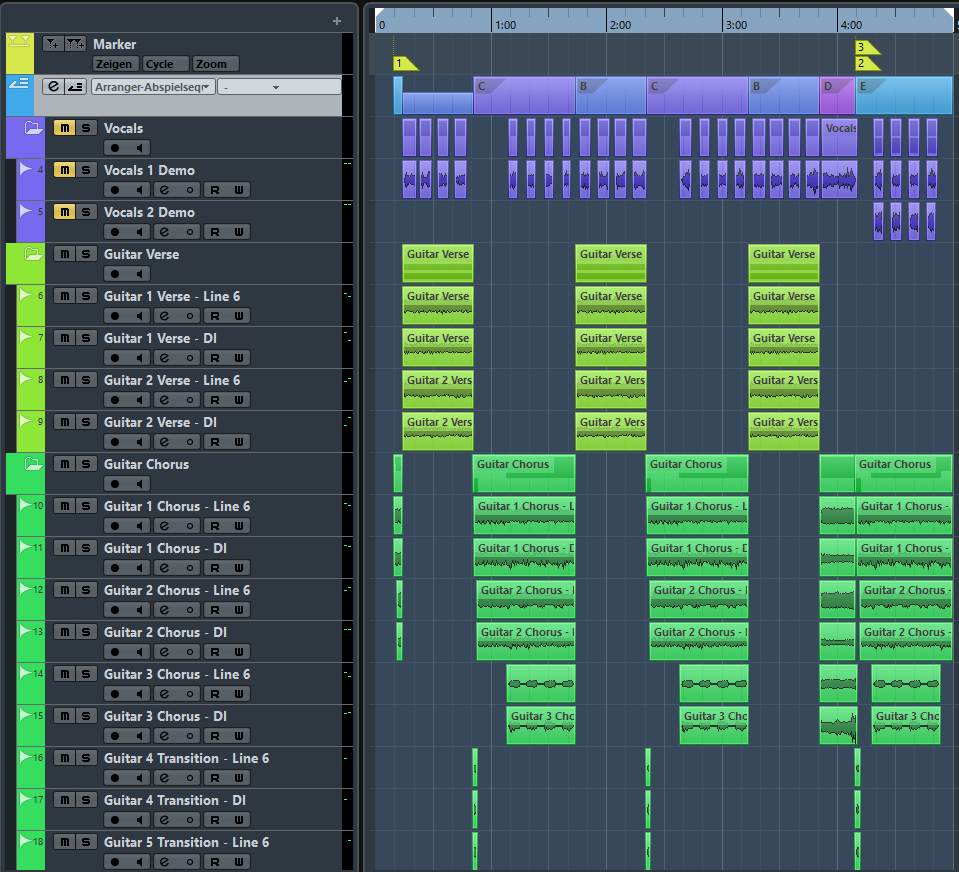 0 1:00 2:00 3:00 4:00
Marker
Zeigen Cycle Zoom
1 3
2
e Arranger-Abspielseqr -
C B C B D E
m S Vocals
Vocals
4 m S Vocals 1 Demo
e R W
5 m S Vocals 2 Demo
e R W
m S Guitar Verse
Guitar Verse Guitar Verse Guitar Verse
6 m S Guitar 1 Verse - Line 6
e R W
Guitar Verse Guitar Verse Guitar Verse
7 m S Guitar 1 Verse - DI
e R W
Guitar Verse Guitar Verse Guitar Verse
8 m S Guitar 2 Verse - Line 6
e R W
Guitar 2 Vers Guitar 2 Vers Guitar 2 Vers
9 m S Guitar 2 Verse - DI
e R W
Guitar 2 Vers Guitar 2 Vers Guitar 2 Vers
m S Guitar Chorus
Guitar Chorus Guitar Chorus Guitar Chorus
10 m S Guitar 1 Chorus - Line 6
e R W
Guitar 1 Chorus - L Guitar 1 Chorus - L Guitar 1 Chorus -
11 m S Guitar 1 Chorus - DI
e R W
Guitar 1 Chorus - D Guitar 1 Chorus - D Guitar 1 Chorus -
12 m S Guitar 2 Chorus - Line 6
e R W
Guitar 2 Chorus - Guitar 2 Chorus - Guitar 2 Chorus -
13 m S Guitar 2 Chorus - DI
e R W
Guitar 2 Chorus - Guitar 2 Chorus - Guitar 2 Chorus -
14 m S Guitar 3 Chorus - Line 6
e R W
15 m S Guitar 3 Chorus - DI
e R W
Guitar 3 Cho Guitar 3 Cho Guitar 3 Cho
16 m S Guitar 4 Transition - Line 6
e R W
17 m S Guitar 4 Transition - DI
e R W
18 m S Guitar 5 Transition - Line 6
e R W